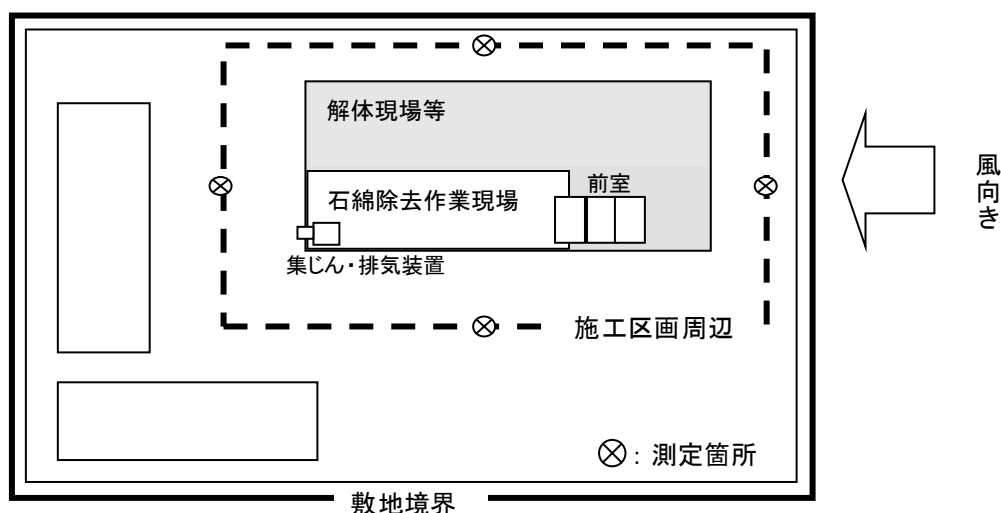 解体現場等
前室
石綿除去作業現場
集じん・排気装置
風向き
施工区画周辺
⊗：測定箇所
敷地境界